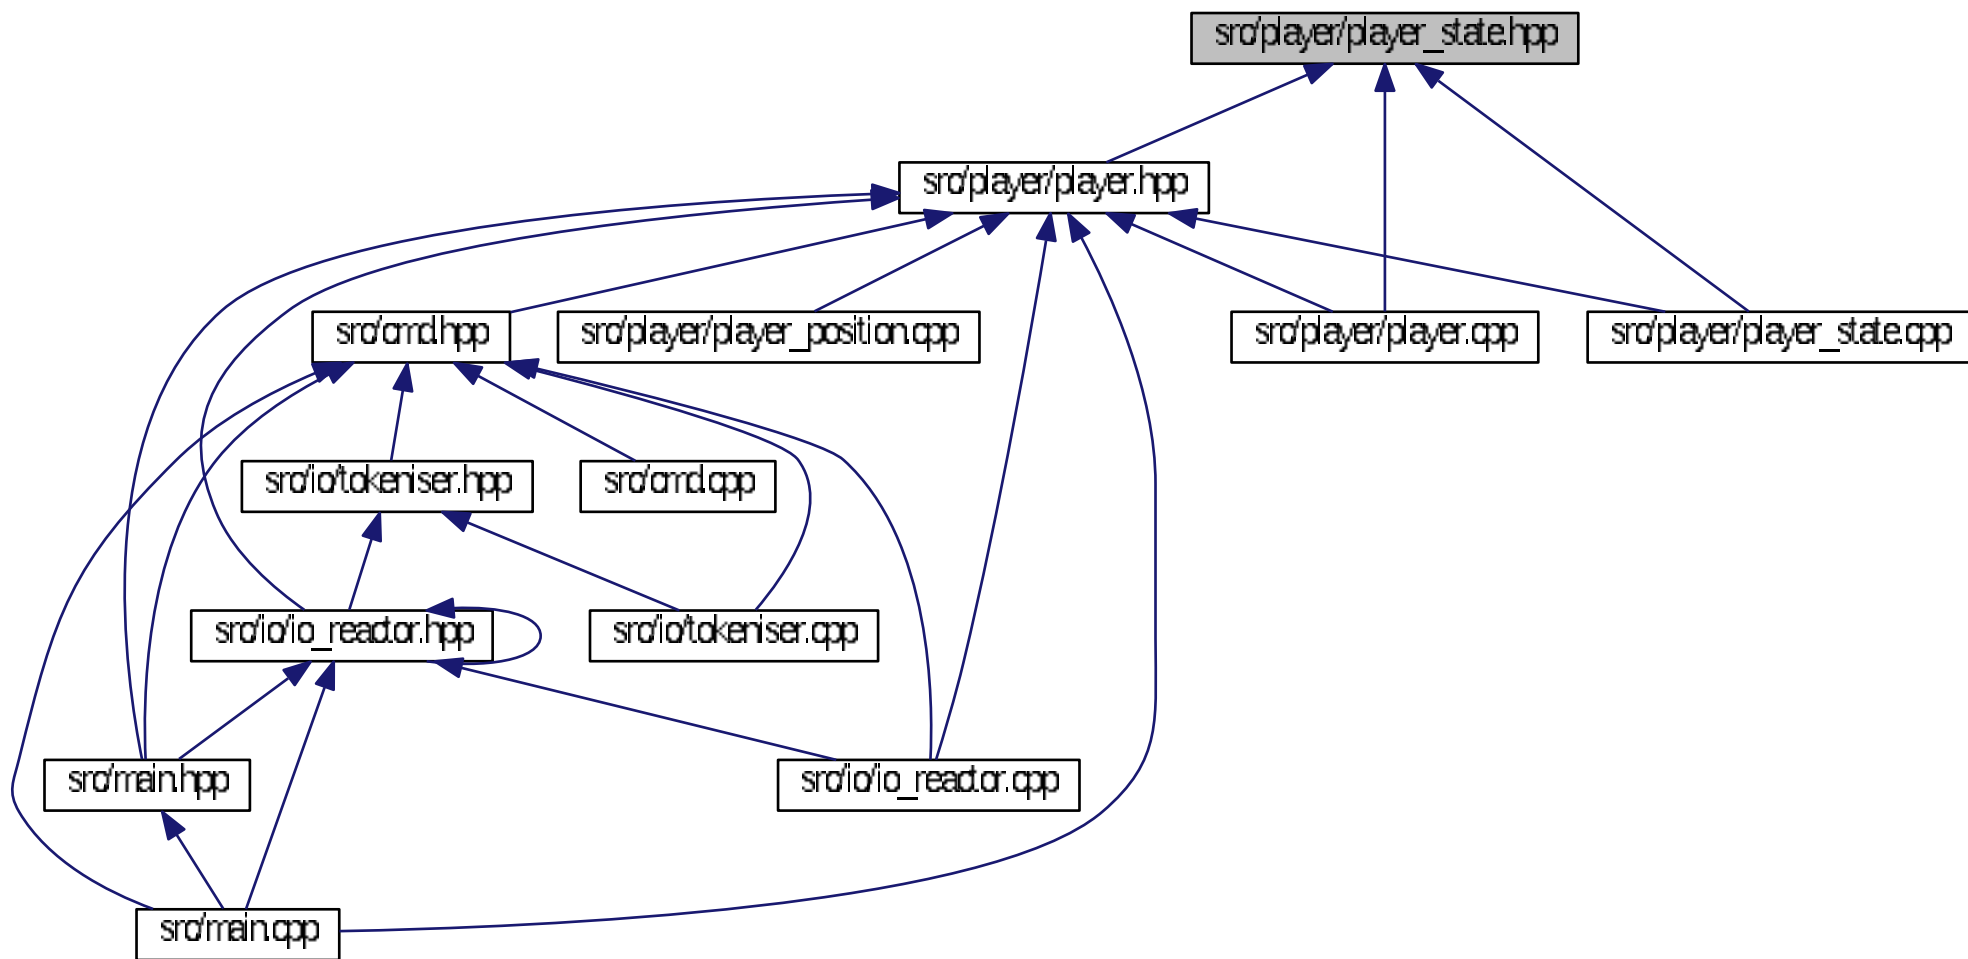 src/player/player_state.hpp
src/player/player.hpp
src/cmd.hpp
src/player/player_position.cpp
src/player/player.cpp
src/player/player_state.cpp
src/io/tokeniser.hpp
src/cmd.cpp
src/io/io_reactor.hpp
src/io/tokeniser.cpp
src/main.hpp
src/io/io_reactor.cpp
src/main.cpp